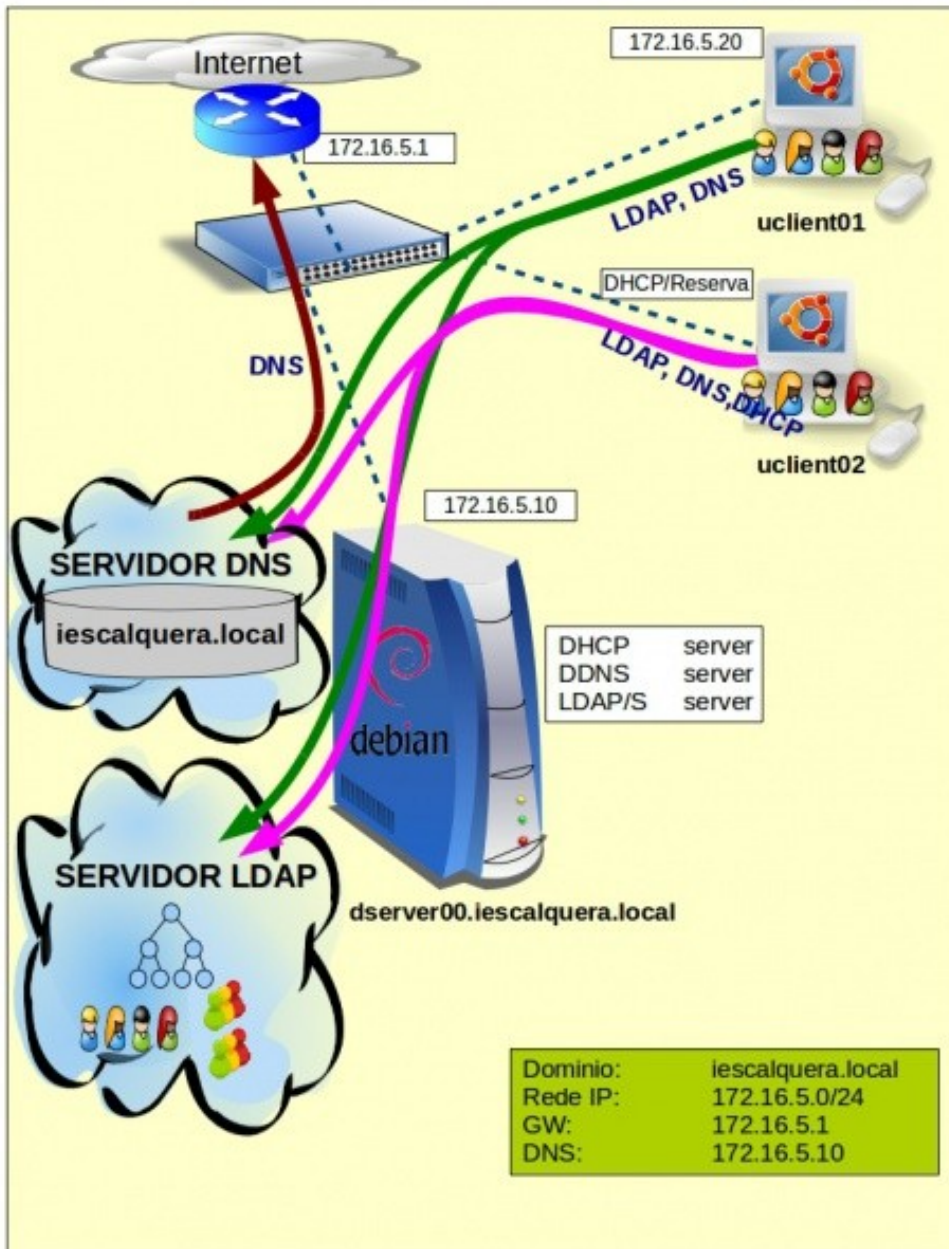 Internet
172.16.5.20
172.16.5.1
LDAP, DNS
uclient01
DHCP/Reserva
DNS
LDAP, DNS,DHCP
uclient02
172.16.5.10
SERVIDOR DNS
iescalquera.local
DHCP server
DDNS server
LDAP/S server
debian
SERVIDOR LDAP
dserver00.iescalquera.local
Dominio: iescalquera.local
Rede IP: 172.16.5.0/24
GW: 172.16.5.1
DNS: 172.16.5.10